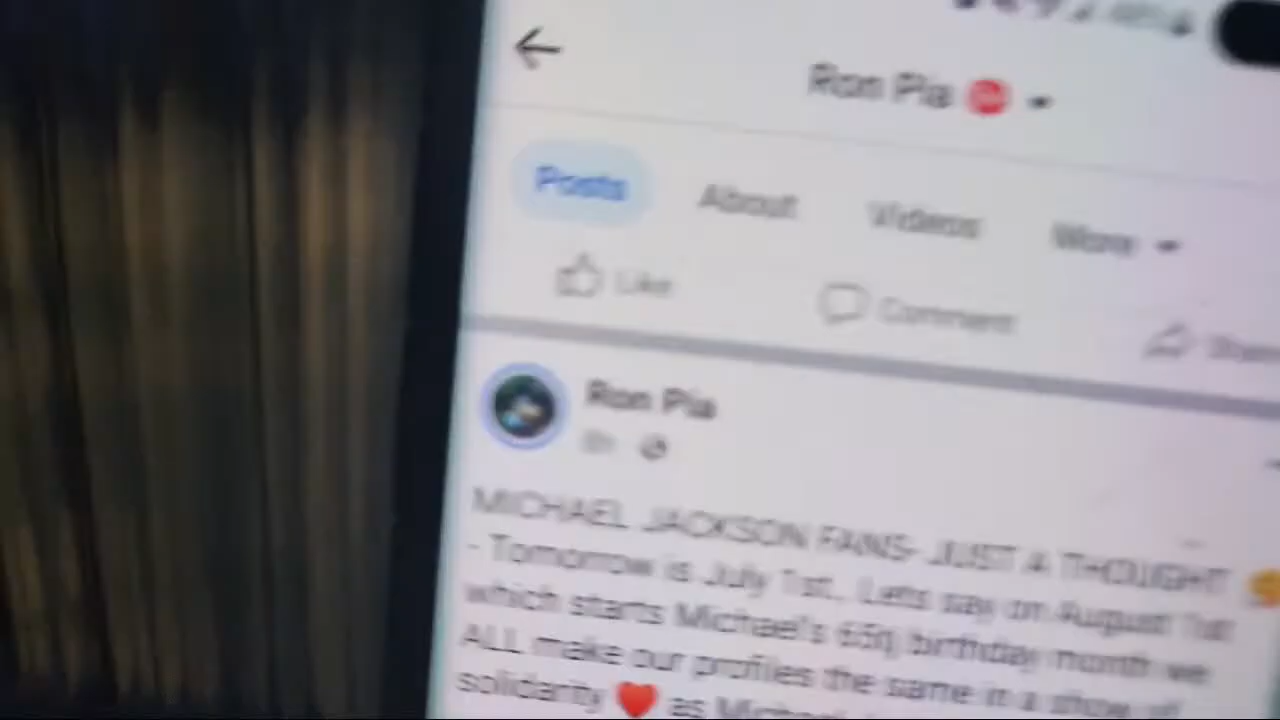 Ron Pia
Posts About Videos More
Like Comment Share
Ron Pia
MICHAEL JACKSON FANS- JUST A THOUGHT
- Tomorrow is July 1st.. Lets say on August 1st
which starts Michael's birthday month we
ALL make our profiles the same in a show of
solidarity ❤️ as Michael